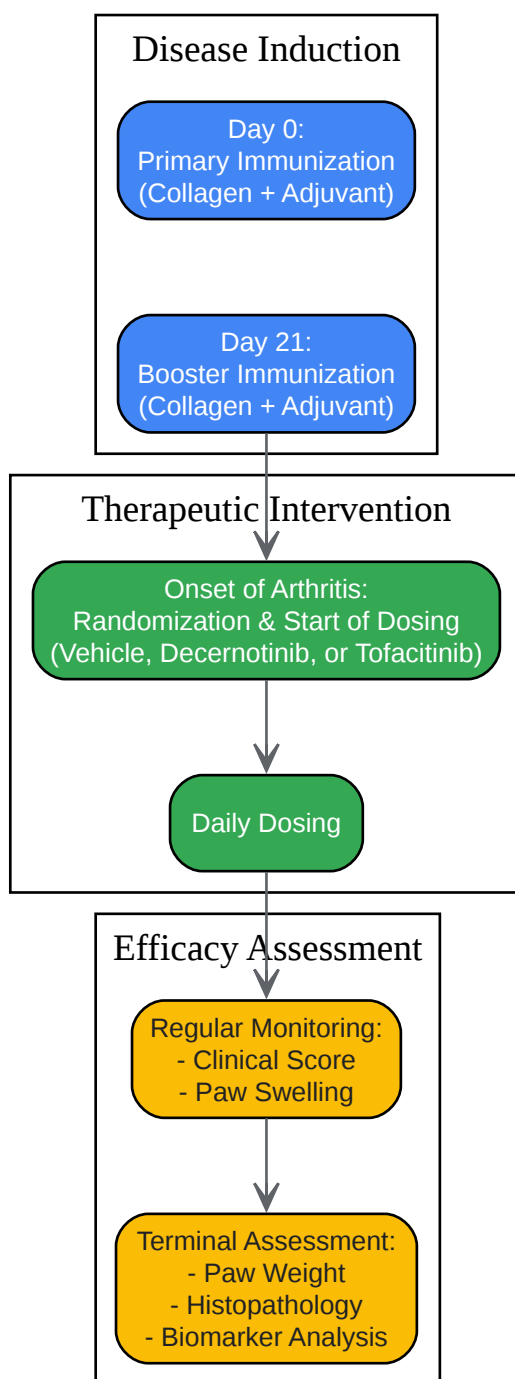 Disease Induction
Day 0:
Primary Immunization
(Collagen + Adjuvant)
Day 21:
Booster Immunization
(Collagen + Adjuvant)
Therapeutic Intervention
Onset of Arthritis:
Randomization & Start of Dosing
(Vehicle, Decernotinib, or Tofacitinib)
Daily Dosing
Efficacy Assessment
Regular Monitoring:
- Clinical Score
- Paw Swelling
Terminal Assessment:
- Paw Weight
- Histopathology
- Biomarker Analysis